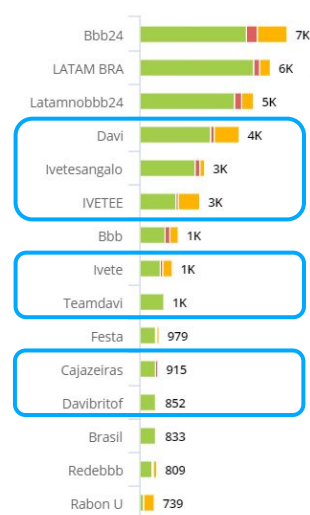 Bbb24 7K
LATAM BRA 6K
Latamnobbb24 5K
Davi 4K
Ivetesangalo 3K
IVETEE 3K
Bbb 1K
Ivete 1K
Teamdavi 1K
Festa 979
Cajazeiras 915
Davibritof 852
Brasil 833
Redebbb 809
Rabon U 739